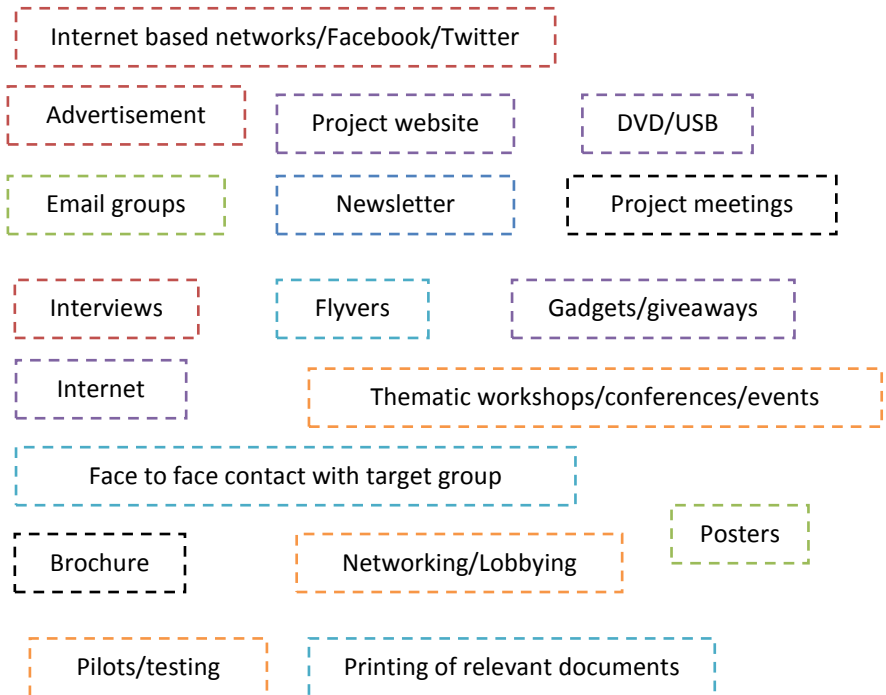 Internet based networks/Facebook/Twitter
Advertisement
Project website
DVD/USB
Email groups
Newsletter
Project meetings
Interviews
Flyvers
Gadgets/giveaways
Internet
Thematic workshops/conferences/events
Face to face contact with target group
Posters
Brochure
Networking/Lobbying
Pilots/testing
Printing of relevant documents